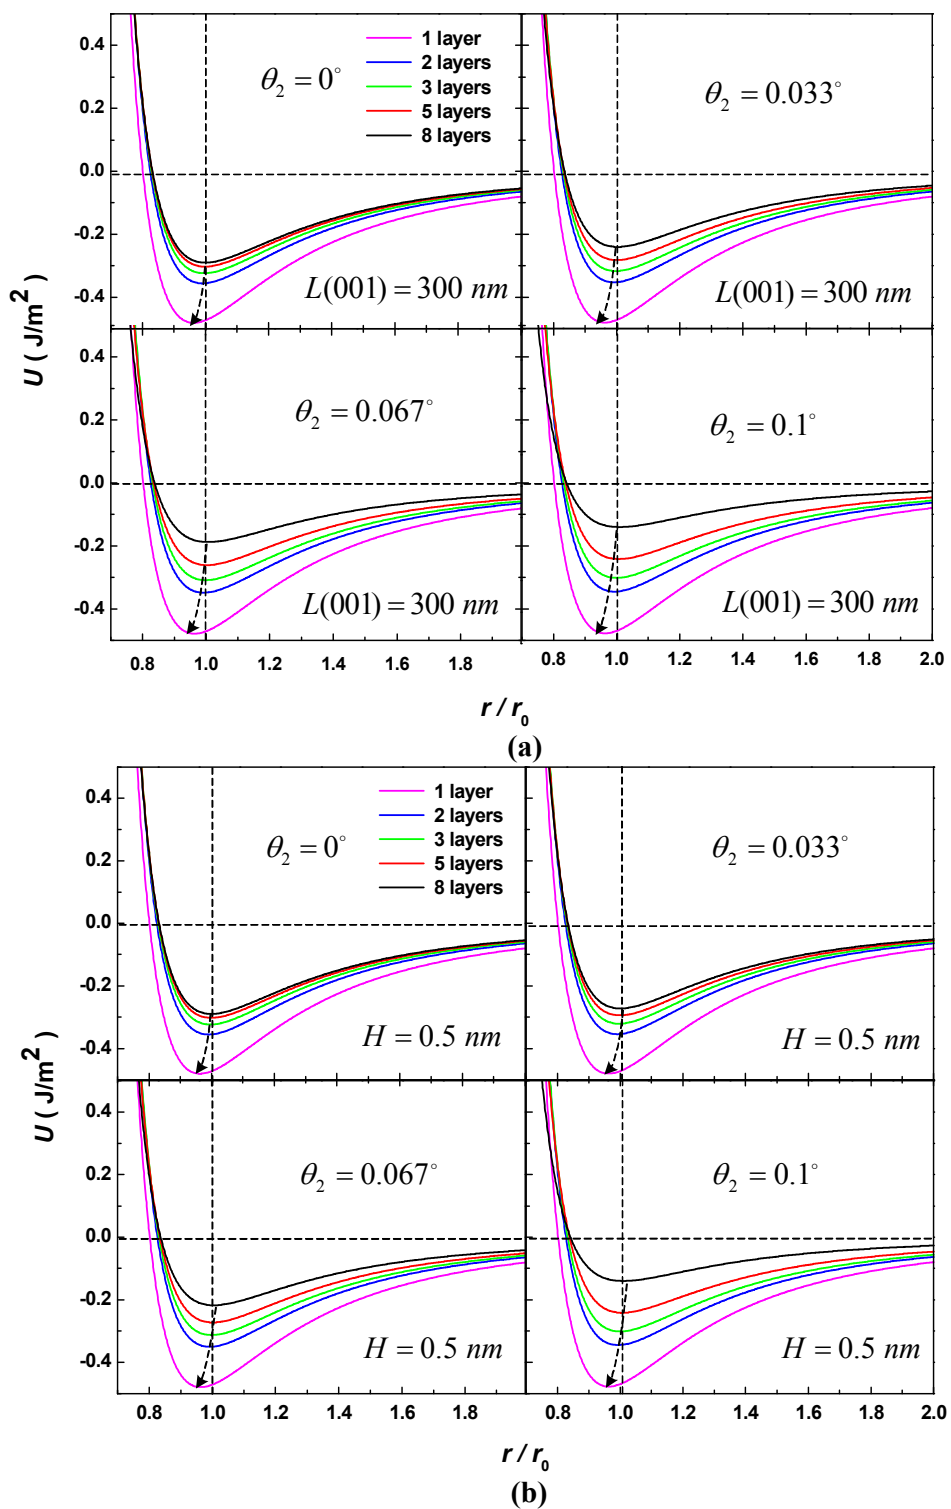 (a)
1 layer
2 layers
3 layers
5 layers
8 layers
θ₂ = 0°
L(001) = 300 nm
θ₂ = 0.033°
L(001) = 300 nm
0.4
0.2
0.0
-0.2
-0.4
U ( J/m²)
θ₂ = 0.067°
L(001) = 300 nm
θ₂ = 0.1°
L(001) = 300 nm
0.4
0.2
0.0
-0.2
-0.4
0.8 1.0 1.2 1.4 1.6 1.8 0.8 1.0 1.2 1.4 1.6 1.8 2.0
r / r₀
(a)
1 layer
2 layers
3 layers
5 layers
8 layers
θ₂ = 0°
H = 0.5 nm
θ₂ = 0.033°
H = 0.5 nm
0.4
0.2
0.0
-0.2
-0.4
U ( J/m²)
θ₂ = 0.067°
H = 0.5 nm
θ₂ = 0.1°
H = 0.5 nm
0.4
0.2
0.0
-0.2
-0.4
0.8 1.0 1.2 1.4 1.6 1.8 0.8 1.0 1.2 1.4 1.6 1.8 2.0
r / r₀
(b)